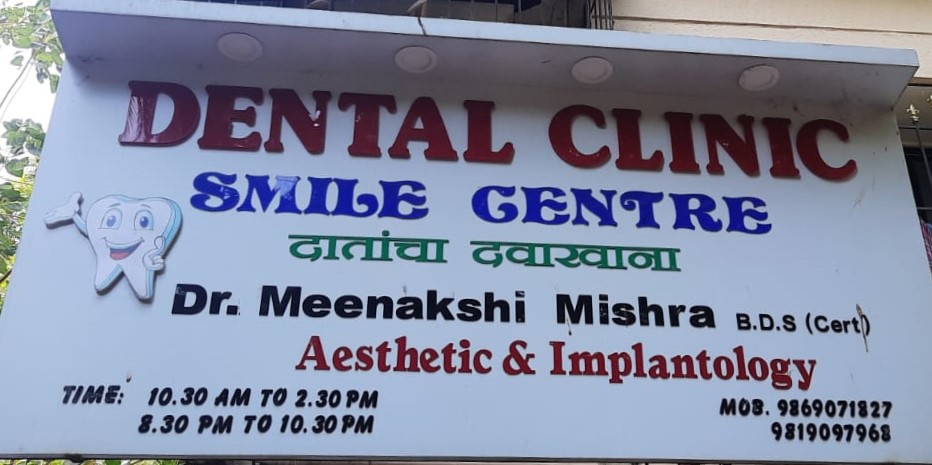 DENTAL CLINIC
SMILE CENTRE
दातांचा दवाखाना
Dr. Meenakshi Mishra B.D.S (Cert)
Aesthetic & Implantology
TIME: 10.30 AM TO 2.30 PM
8.30 PM TO 10.30 PM
MOB. 9869071827
9819097968